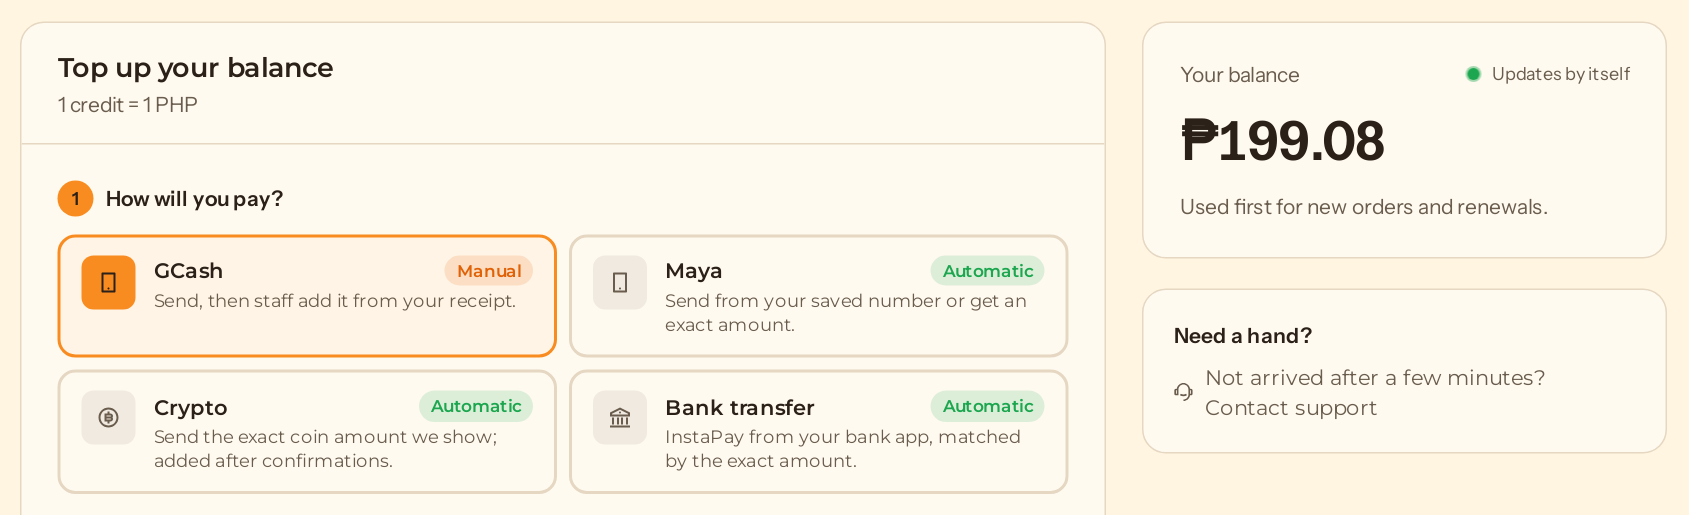 Top up your balance
1 credit = 1 PHP
1 How will you pay?
GCash
Manual
Send, then staff add it from your receipt.
Maya
Automatic
Send from your saved number or get an
exact amount.
Crypto
Automatic
Send the exact coin amount we show;
added after confirmations.
Bank transfer
Automatic
InstaPay from your bank app, matched
by the exact amount.
Your balance
Updates by itself
₱199.08
Used first for new orders and renewals.
Need a hand?
Not arrived after a few minutes?
Contact support